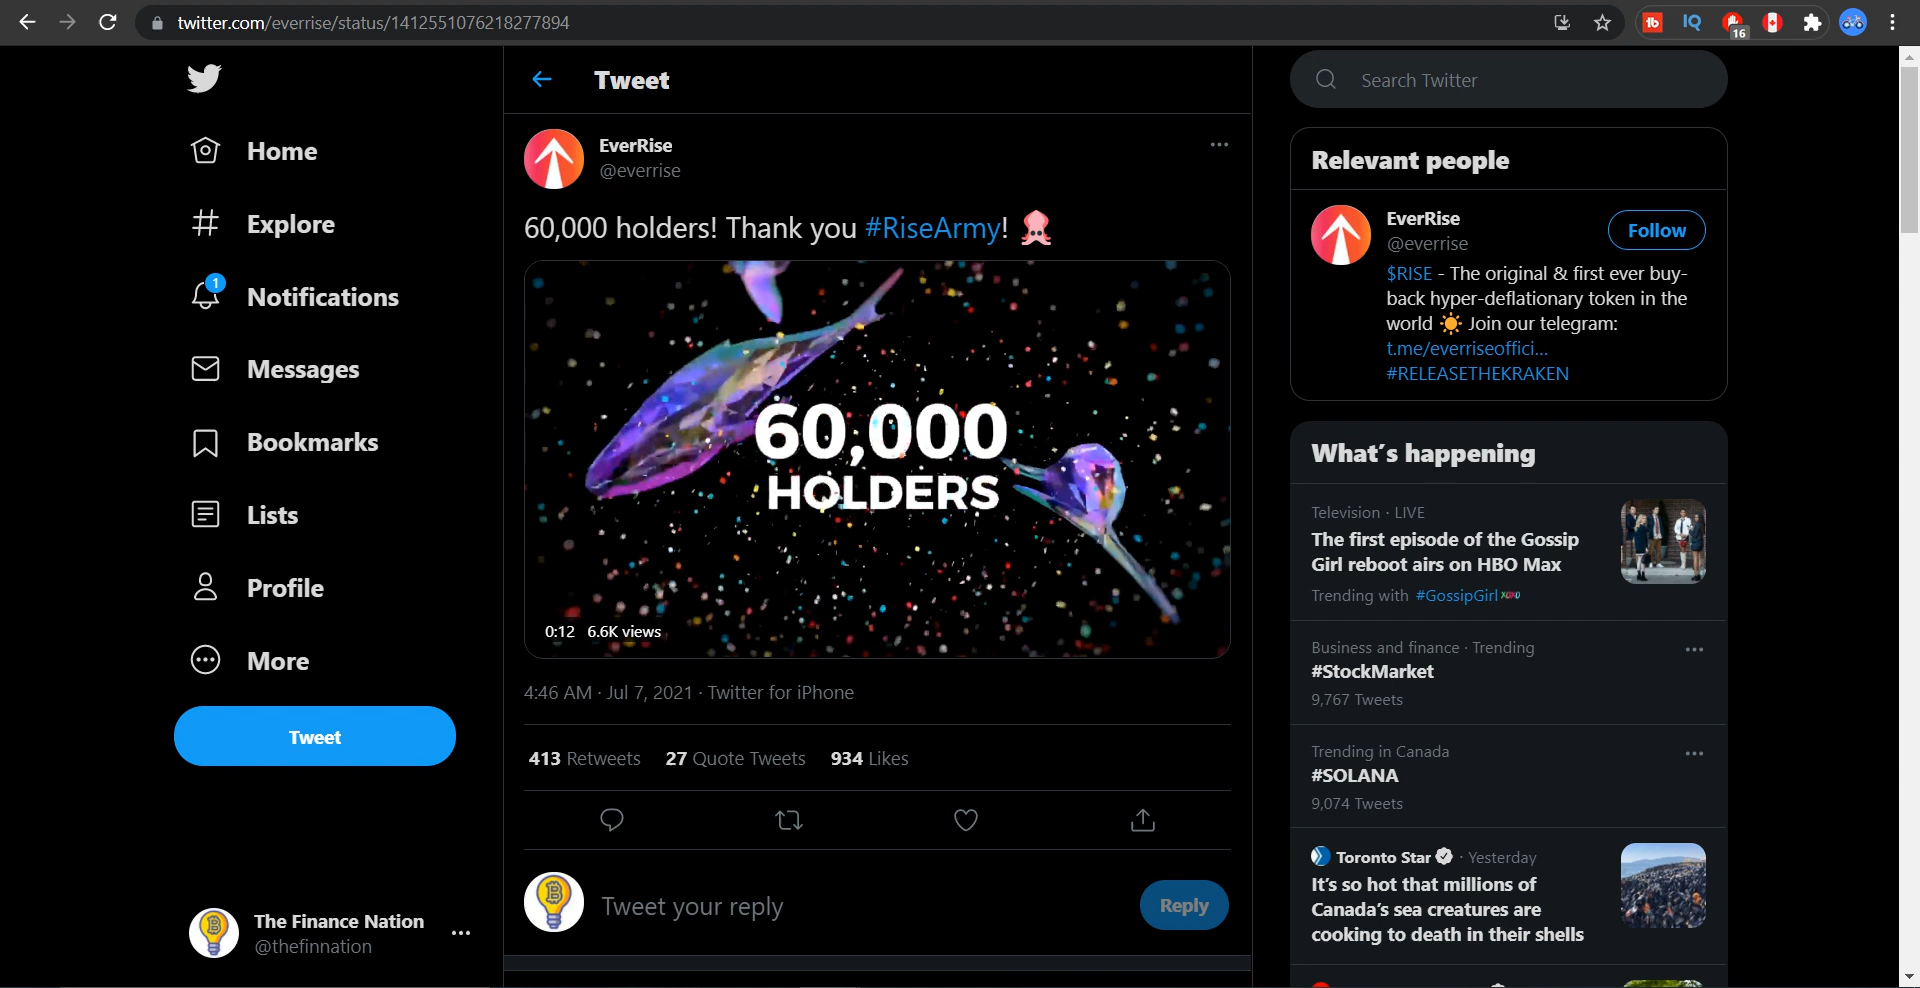 twitter.com/everrise/status/1412551076218277894
16
Home
Explore
1
Notifications
Messages
Bookmarks
Lists
Profile
More
Tweet
The Finance Nation
@thefinnation
Tweet
EverRise
@everrise
60,000 holders! Thank you #RiseArmy!
60,000
HOLDERS
0:12 6.6K views
4:46 AM · Jul 7, 2021 · Twitter for iPhone
413 Retweets 27 Quote Tweets 934 Likes
Tweet your reply
Reply
Search Twitter
Relevant people
EverRise
@everrise
Follow
$RISE - The original & first ever buy-
back hyper-deflationary token in the
world ☀ Join our telegram:
t.me/everriseoffici...
#RELEASETHEKRAKEN
What's happening
Television · LIVE
The first episode of the Gossip
Girl reboot airs on HBO Max
Trending with #GossipGirl
Business and finance · Trending
#StockMarket
9,767 Tweets
Trending in Canada
#SOLANA
9,074 Tweets
Toronto Star · Yesterday
It's so hot that millions of
Canada's sea creatures are
cooking to death in their shells